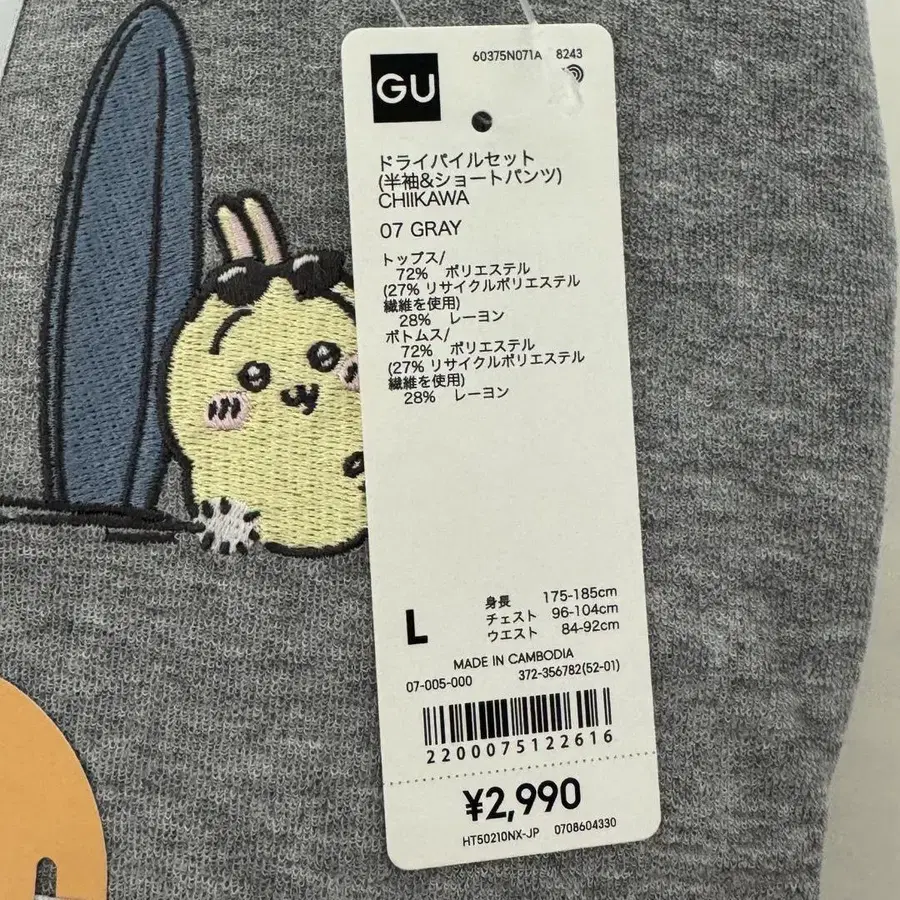 GU
60375N071A 8243
ドライパイルセット
(半袖&ショートパンツ)
CHIIKAWA
07 GRAY
トップス/
72% ポリエステル
(27% リサイクルポリエステル
繊維を使用)
28% レーヨン
ボトムス/
72% ポリエステル
(27% リサイクルポリエステル
繊維を使用)
28% レーヨン
L
身長 175-185cm
チェスト 96-104cm
ウエスト 84-92cm
MADE IN CAMBODIA
07-005-000 372-356782(52-01)
2200075122616
¥2,990
HT50210NX-JP 0708604330